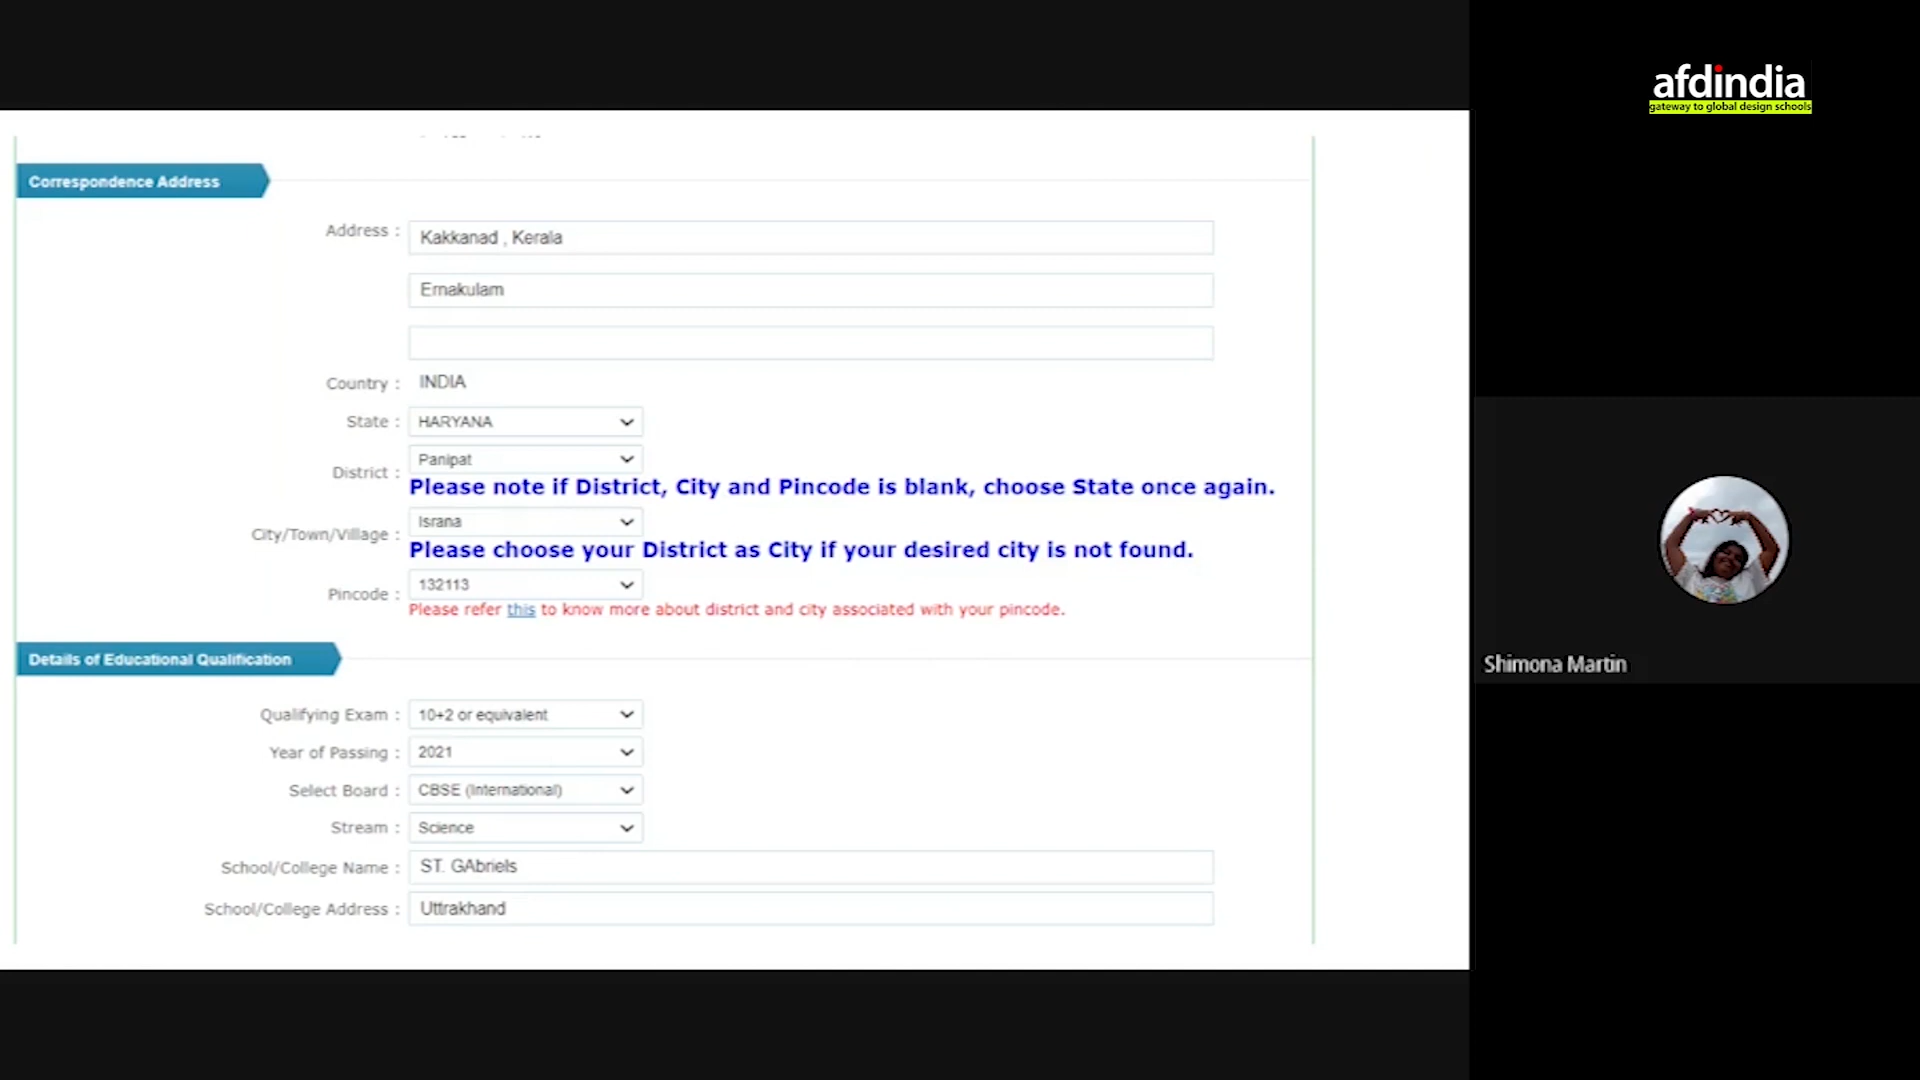 afdindia
gateway to global design schools
Correspondence Address
Address : Kakkanad , Kerala
Ernakulam
Country : INDIA
State : HARYANA
District : Panipat
Please note if District, City and Pincode is blank, choose State once again.
City/Town/Village : Israna
Please choose your District as City if your desired city is not found.
Pincode : 132113
Please refer this to know more about district and city associated with your pincode.
Details of Educational Qualification
Qualifying Exam : 10+2 or equivalent
Year of Passing : 2021
Select Board : CBSE (International)
Stream : Science
School/College Name : ST. GAbriels
School/College Address : Uttrakhand
Shimona Martin